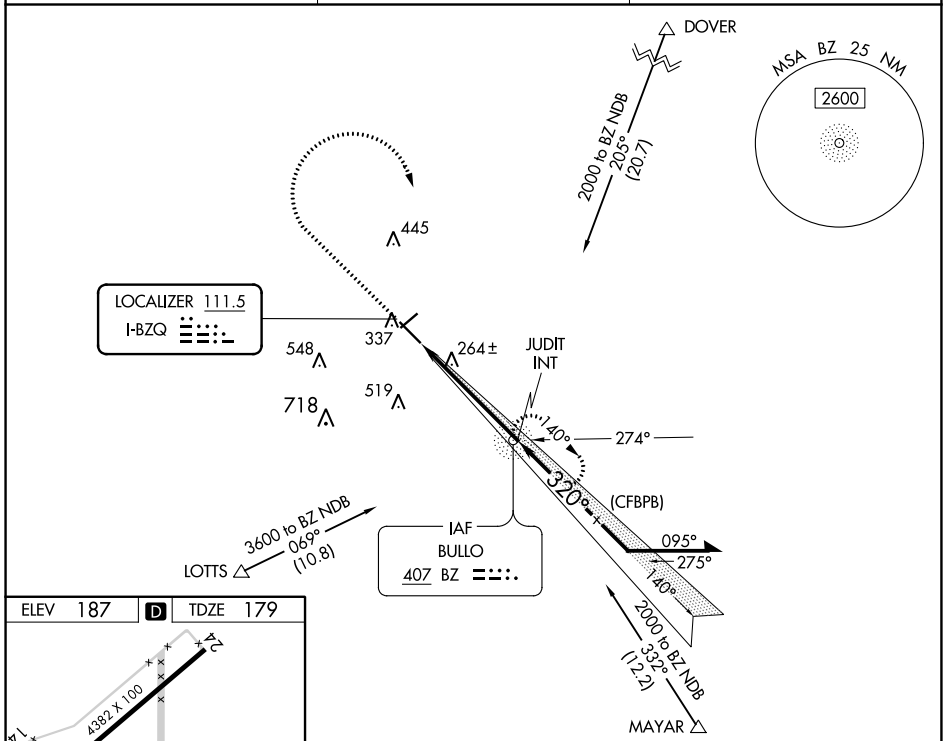 DOVER
MSA BZ 25 NM
2600
2000 to BZ NDB
205°
(20.7)
445
LOCALIZER 111.5
I-BZQ
337
548
264±
JUDIT
INT
519
718
140°
274°
320°
(CFBPB)
3600 to BZ NDB
069°
(10.8)
LOTTS
IAF
BULLO
407 BZ
095°
275°
140°
2000 to BZ NDB
332°
(12.2)
MAYAR
ELEV 187 D TDZE 179
24
4382 X 100
14